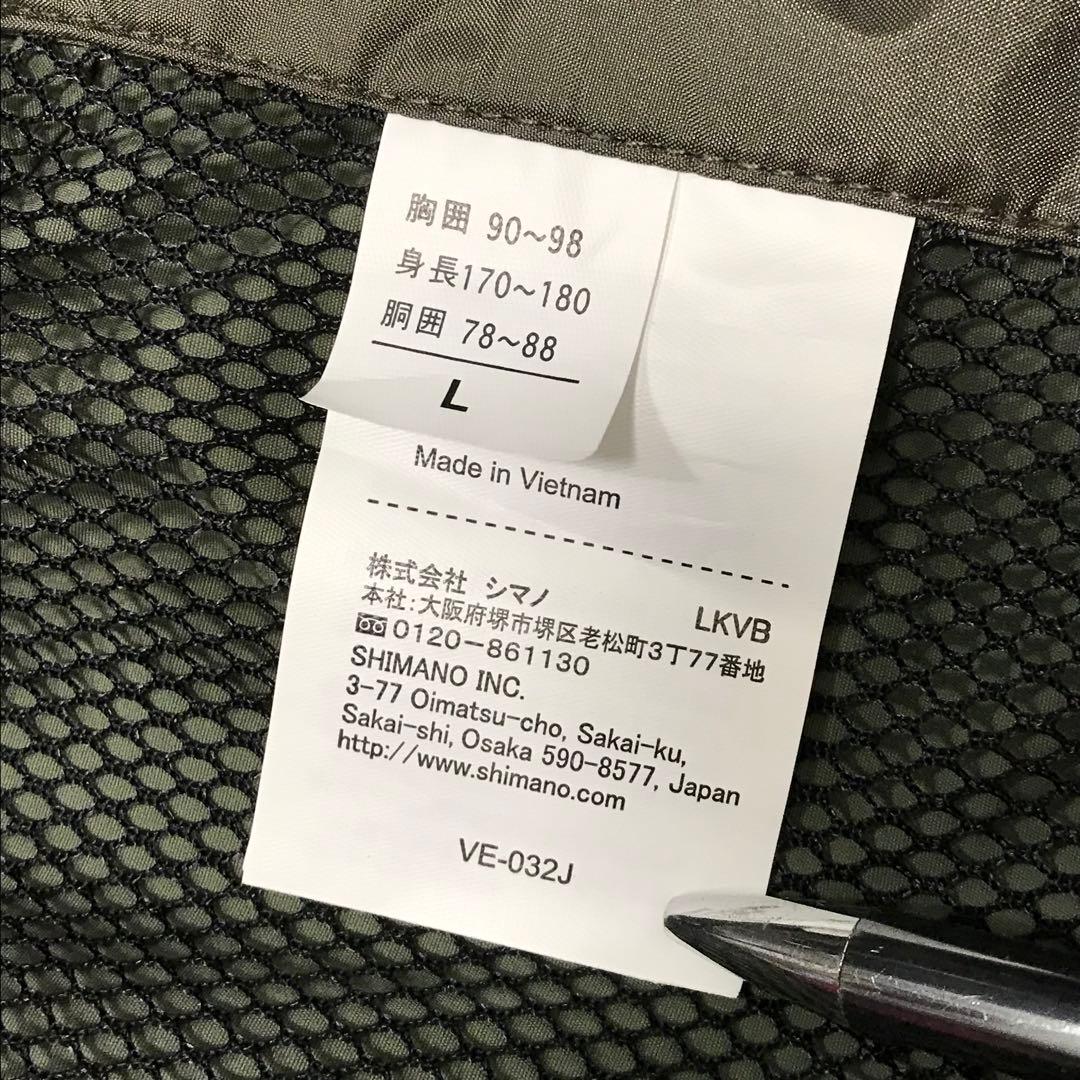 胸囲 90~98
身長170~180
胴囲 78~88
L
Made in Vietnam
株式会社 シマノ
LKVB
本社:大阪府堺市堺区老松町3丁77番地
0120-861130
SHIMANO INC.
3-77 Oimatsu-cho, Sakai-ku,
Sakai-shi, Osaka 590-8577, Japan
http://www.shimano.com
VE-032J